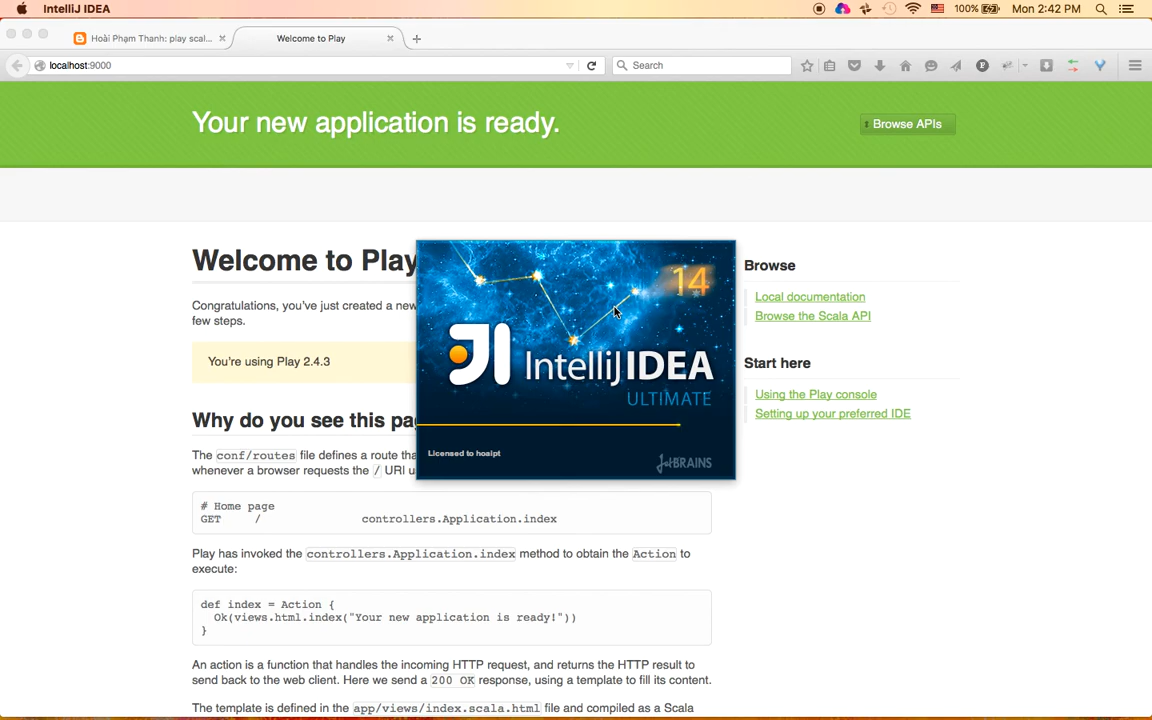 IntelliJ IDEA
100%
Mon 2:42 PM
Hoài Phạm Thanh: play scal...
Welcome to Play
localhost:9000
Search
Your new application is ready.
Browse APIs
Welcome to Play
Congratulations, you've just created a new
few steps.
You're using Play 2.4.3
Why do you see this pa
The conf/routes file defines a route tha
whenever a browser requests the / URI u
# Home page
GET / controllers.Application.index
Play has invoked the controllers.Application.index method to obtain the Action to
execute:
def index = Action {
Ok(views.html.index("Your new application is ready!"))
}
An action is a function that handles the incoming HTTP request, and returns the HTTP result to
send back to the web client. Here we send a 200 OK response, using a template to fill its content.
The template is defined in the app/views/index.scala.html file and compiled as a Scala
14
IntelliJ IDEA
ULTIMATE
Licensed to hoaipt
JetBRAINS
Browse
Local documentation
Browse the Scala API
Start here
Using the Play console
Setting up your preferred IDE